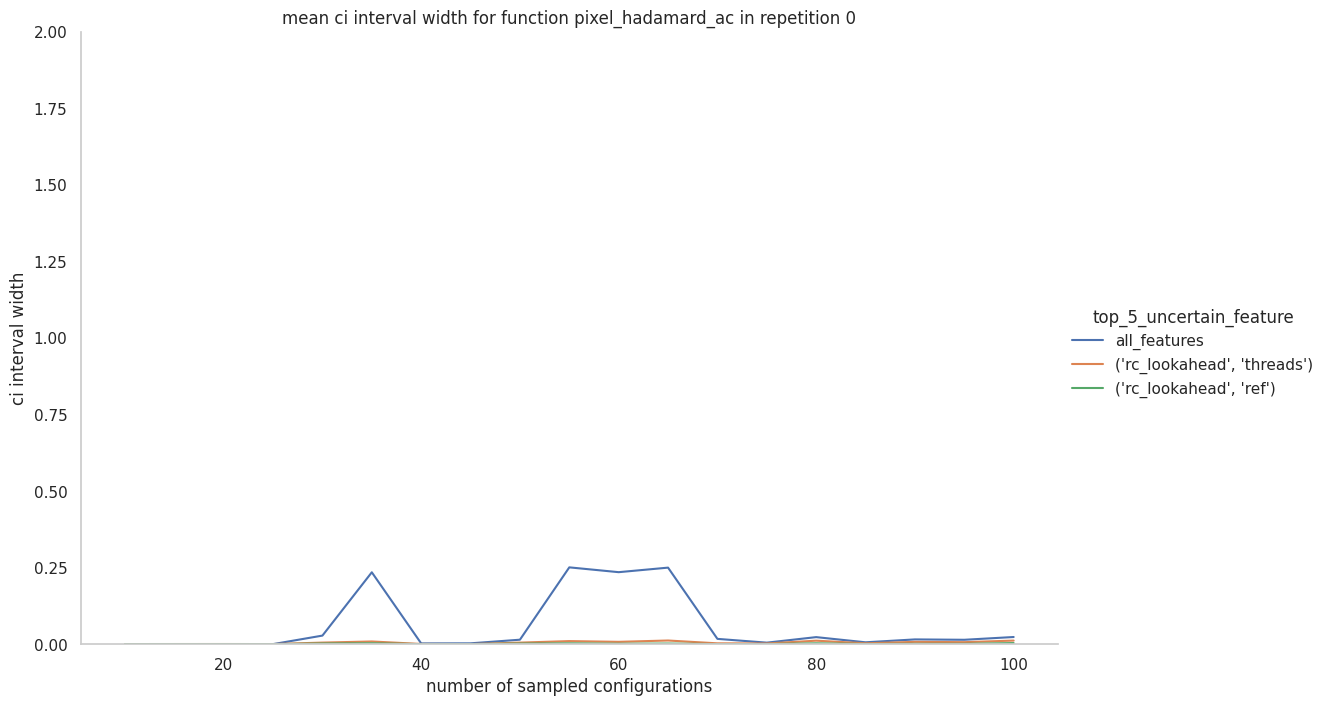 mean ci interval width for function pixel_hadamard_ac in repetition 0
2.00
1.75
1.50
1.25
1.00
0.75
0.50
0.25
0.00
ci interval width
20
40
60
80
100
number of sampled configurations
top_5_uncertain_feature
all_features
('rc_lookahead', 'threads')
('rc_lookahead', 'ref')